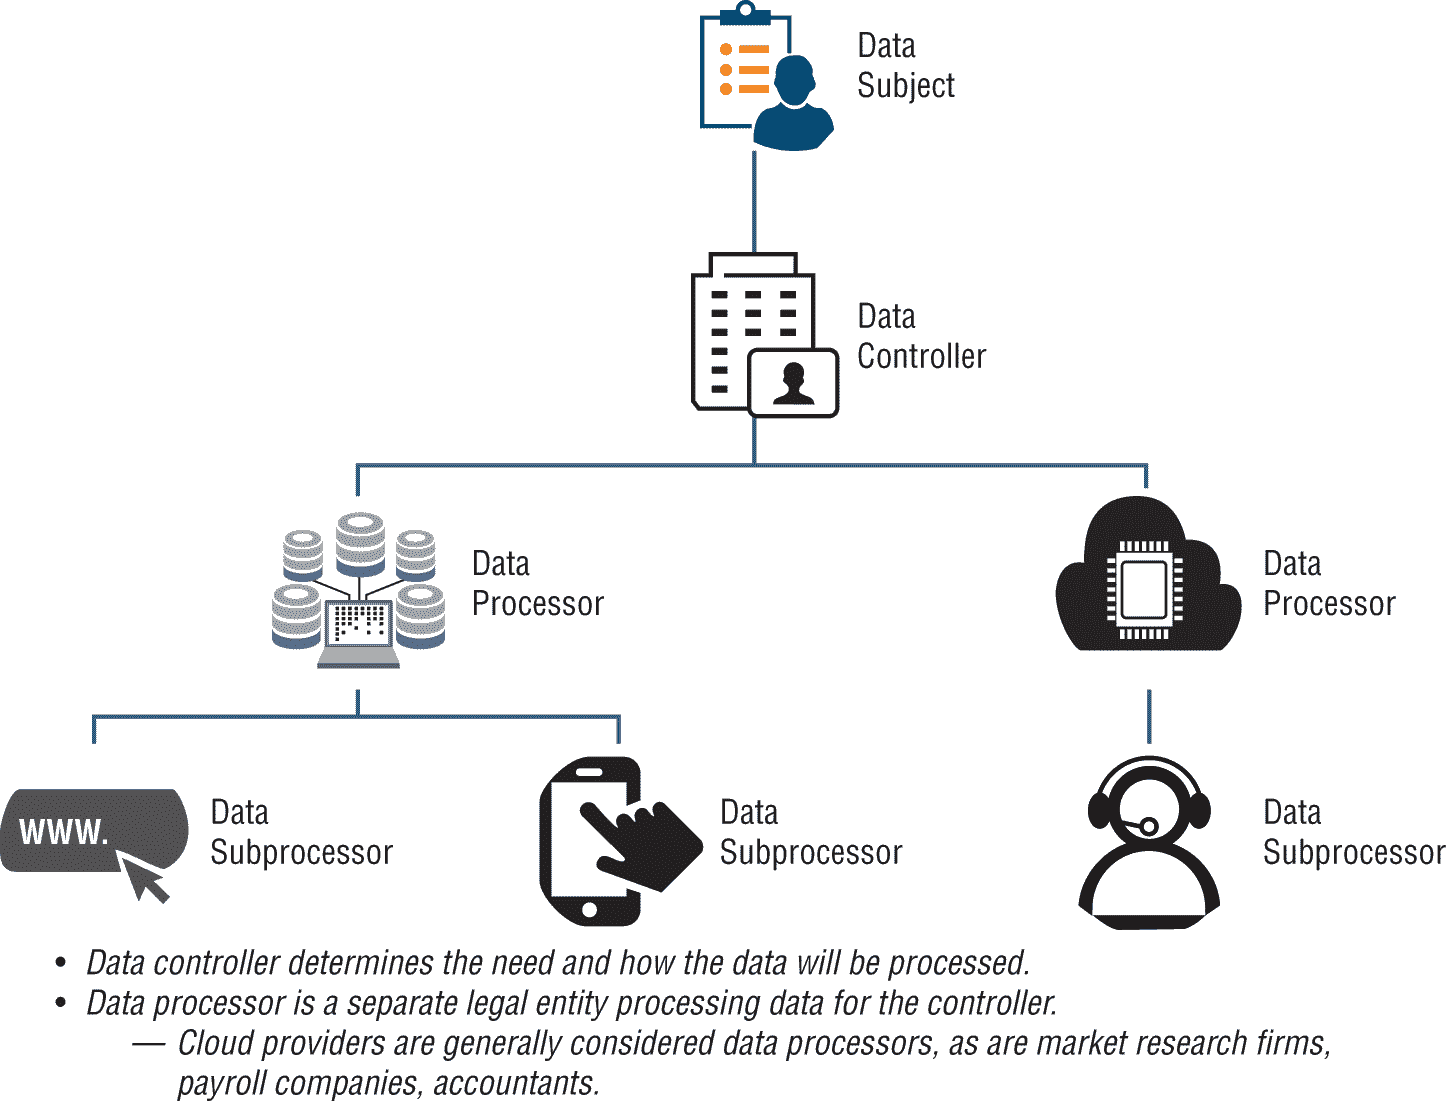 Data
Subject
Data
Controller
Data
Processor
Data
Processor
WWW.
Data
Subprocessor
Data
Subprocessor
Data
Subprocessor
• Data controller determines the need and how the data will be processed.
• Data processor is a separate legal entity processing data for the controller.
— Cloud providers are generally considered data processors, as are market research firms,
payroll companies, accountants.